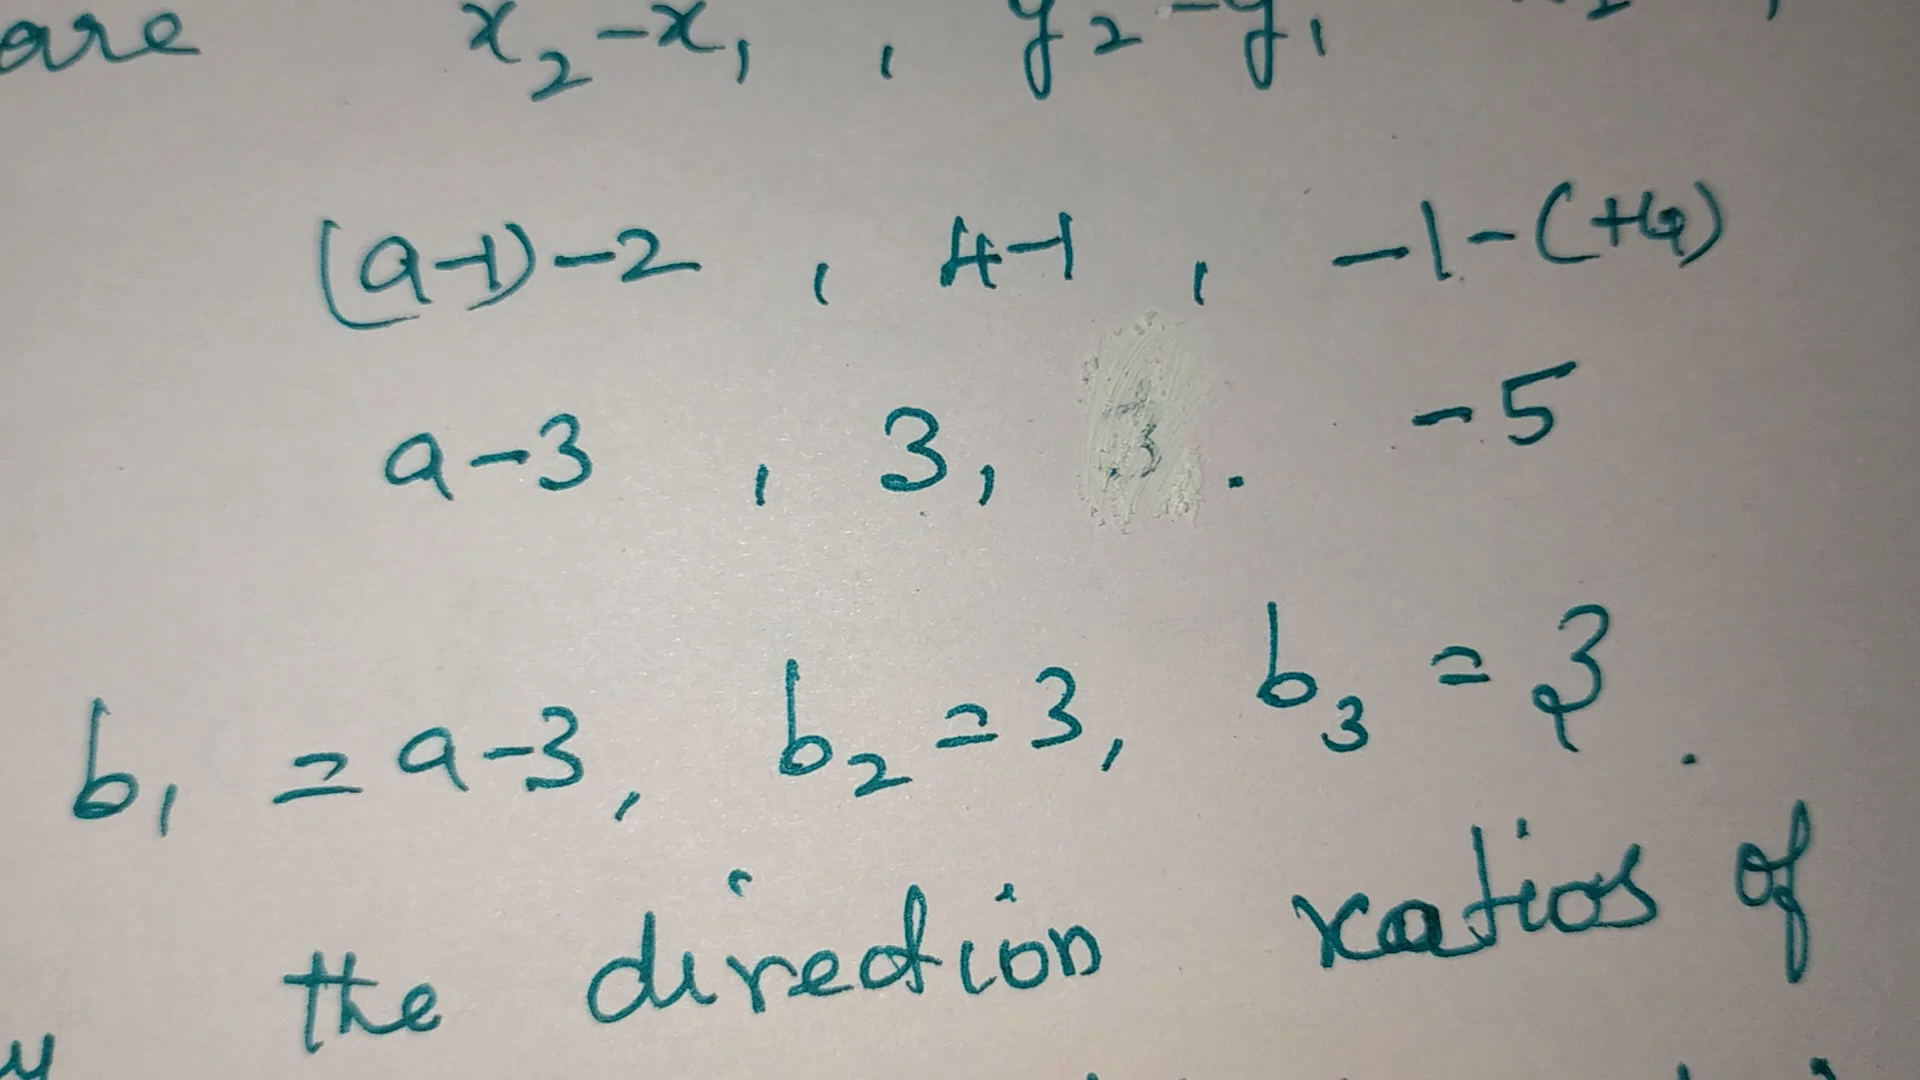 are x₂-x₁ , y₂-y₁
(a-1)-2 , 4-1 , -1-(+4)
a-3 , 3, . -5
b₁ = a-3, b₂ = 3, b₃ = 3.
the direction ratios of